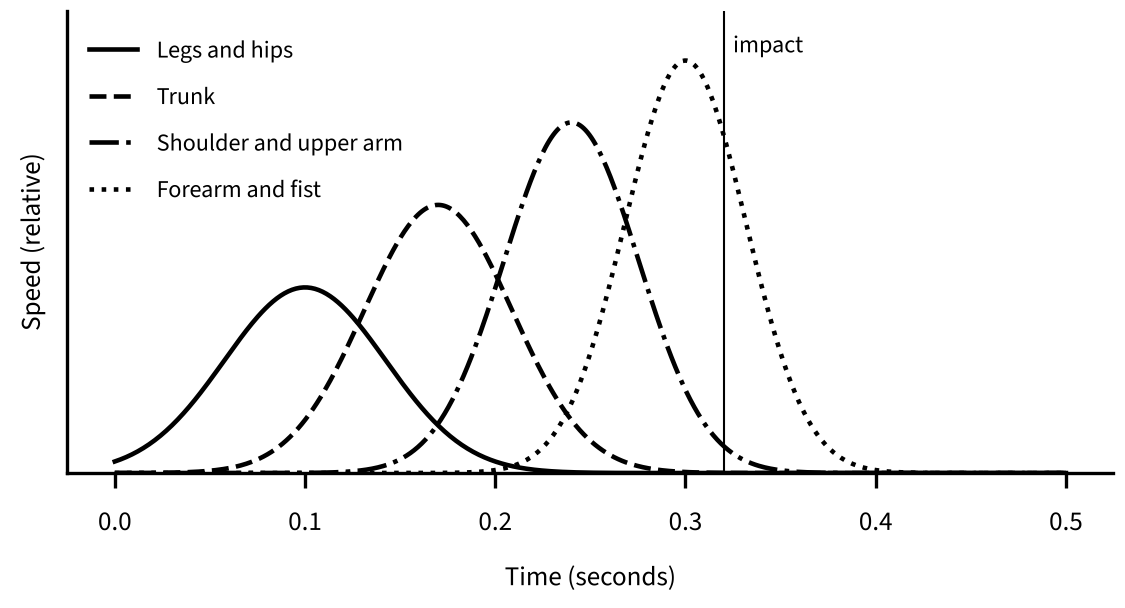 impact
Legs and hips
Trunk
Shoulder and upper arm
Forearm and fist
Speed (relative)
0.0 0.1 0.2 0.3 0.4 0.5
Time (seconds)